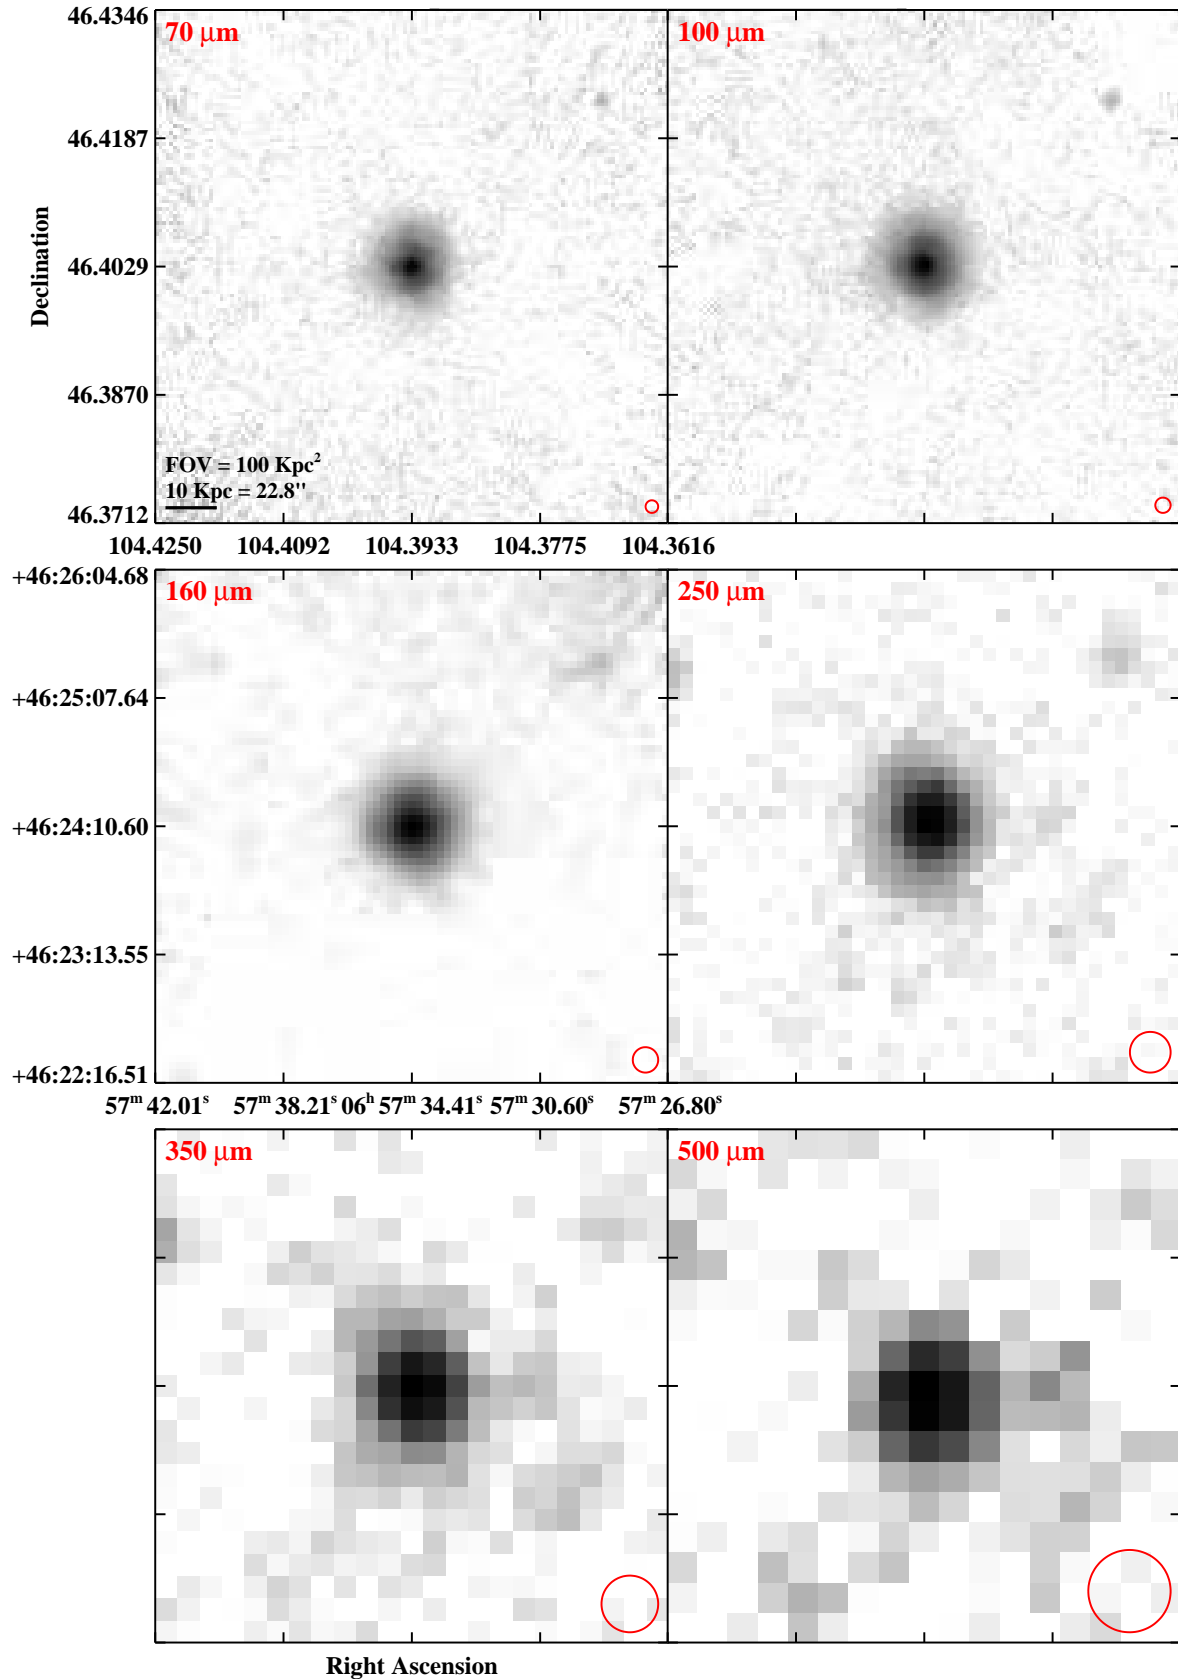 46.4346
70 μm
100 μm
46.4187
Declination
46.4029
46.3870
FOV = 100 Kpc²
10 Kpc = 22.8"
46.3712
104.4250 104.4092 104.3933 104.3775 104.3616
+46:26:04.68
160 μm
250 μm
+46:25:07.64
+46:24:10.60
+46:23:13.55
+46:22:16.51
57ᵐ 42.01ˢ 57ᵐ 38.21ˢ 06ʰ 57ᵐ 34.41ˢ 57ᵐ 30.60ˢ 57ᵐ 26.80ˢ
350 μm
500 μm
Right Ascension